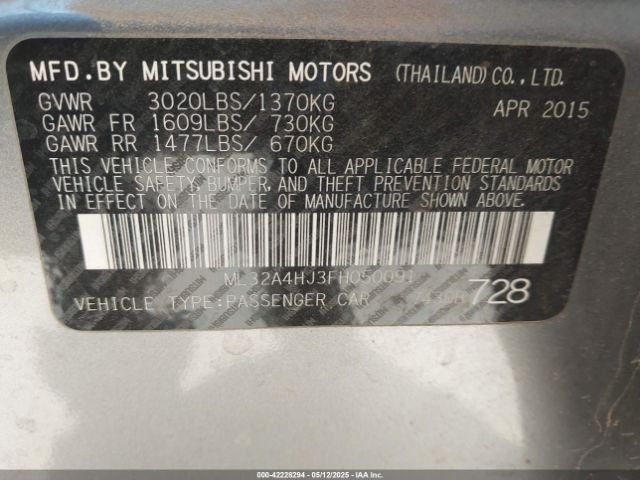 MFD.BY MITSUBISHI MOTORS (THAILAND)CO.,LTD.
GVWR 3020LBS/1370KG APR 2015
GAWR FR 1609LBS/ 730KG
GAWR RR 1477LBS/ 670KG
THIS VEHICLE CONFORMS TO ALL APPLICABLE FEDERAL MOTOR
VEHICLE SAFETY, BUMPER, AND THEFT PREVENTION STANDARDS
IN EFFECT ON THE DATE OF MANUFACTURE SHOWN ABOVE.
ML32A4HJ3FH050091
VEHICLE TYPE:PASSENGER CAR 7430B 728
000-42228294 - 05/12/2025 - IAA Inc. (IAAI)